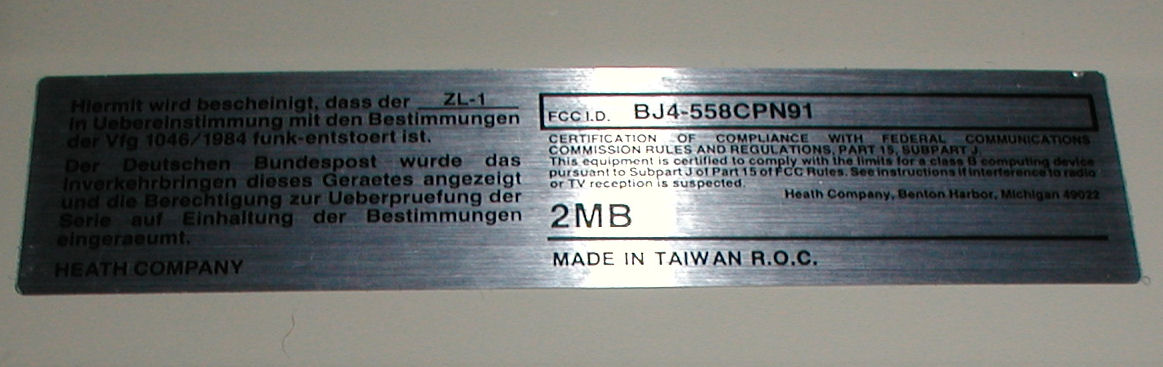 Hiermit wird bescheinigt, dass der ZL-1
in Uebereinstimmung mit den Bestimmungen
der Vfg 1046/1984 funk-entstoert ist.
Der Deutschen Bundespost wurde das
Inverkehrbringen dieses Geraetes angezeigt
und die Berechtigung zur Ueberpruefung der
Serie auf Einhaltung der Bestimmungen
eingeraeumt.
HEATH COMPANY
FCC I.D. BJ4-558CPN91
CERTIFICATION OF COMPLIANCE WITH FEDERAL COMMUNICATIONS
COMMISSION RULES AND REGULATIONS, PART 15, SUBPART J.
This equipment is certified to comply with the limits for a class B computing device
pursuant to Subpart J of Part 15 of FCC Rules. See instructions if interference to radio
or TV reception is suspected.
Heath Company, Benton Harbor, Michigan 49022
2MB
MADE IN TAIWAN R.O.C.